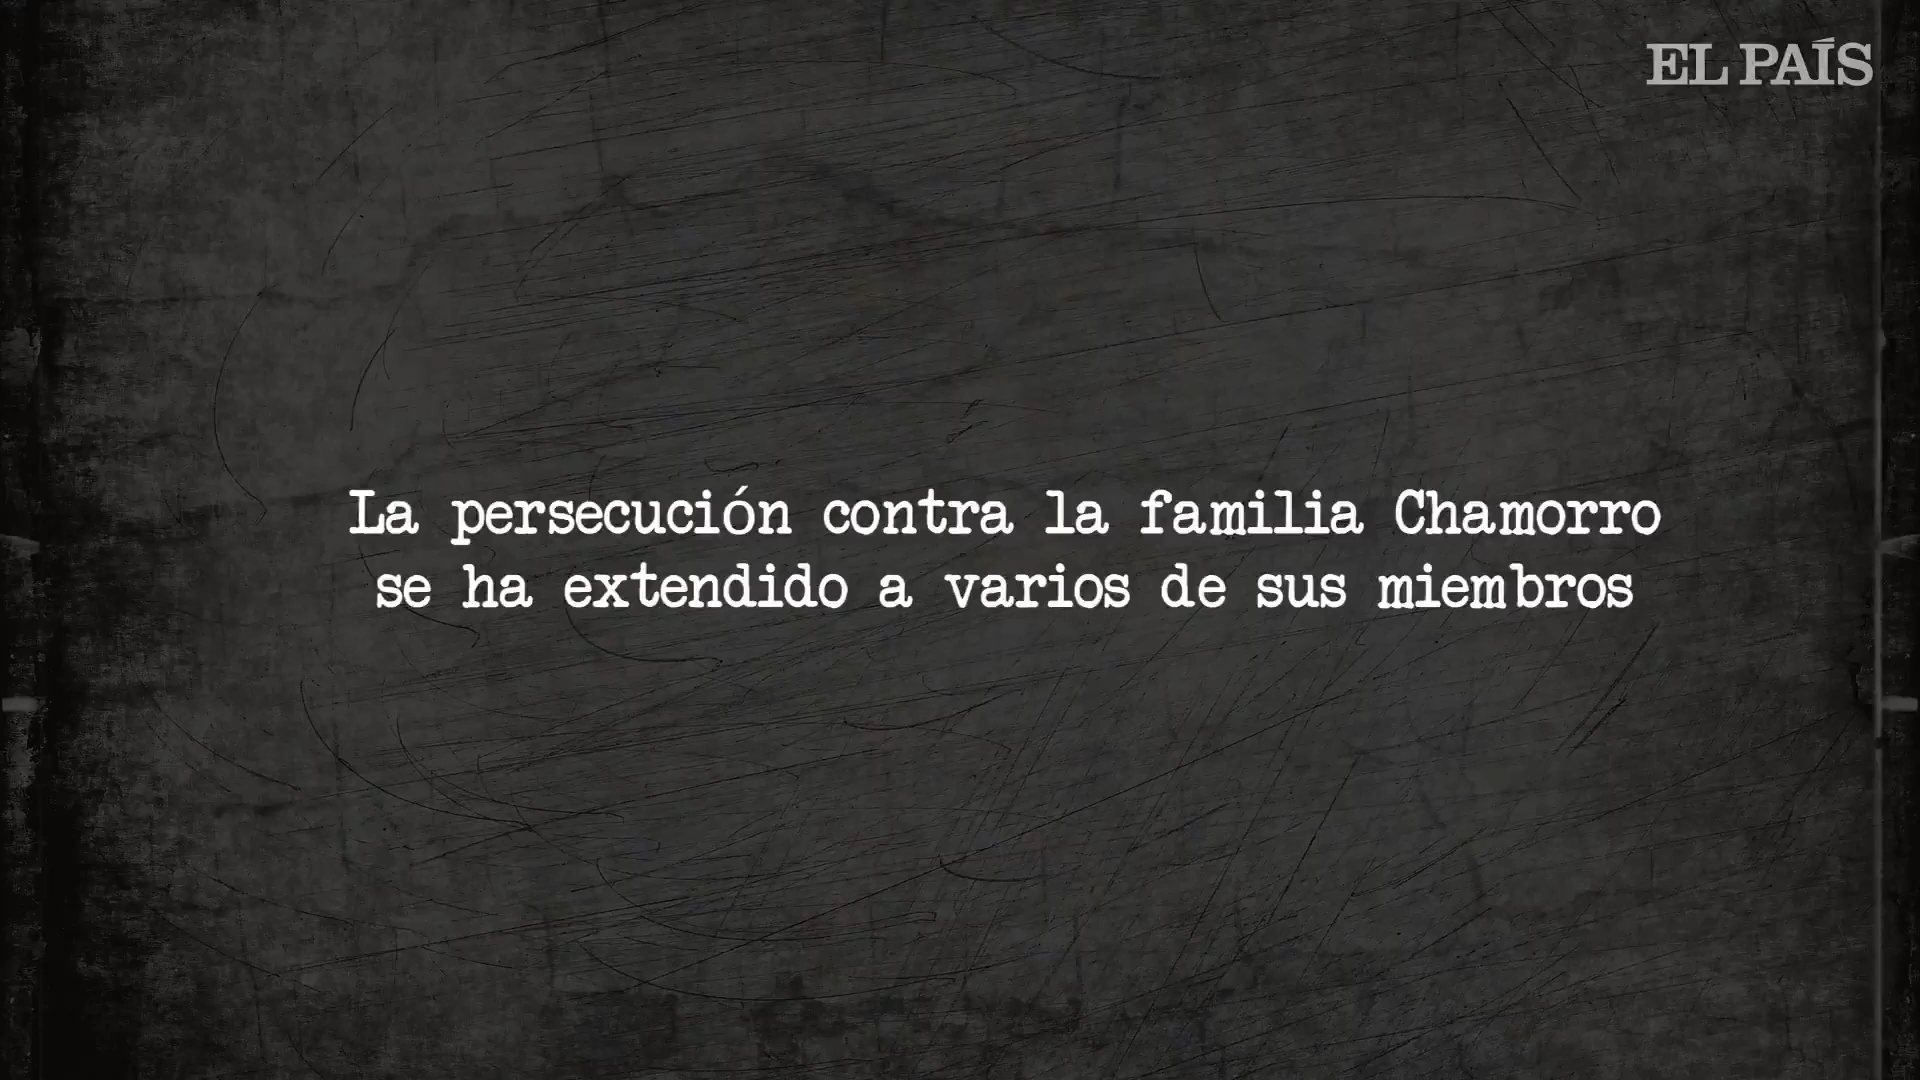 EL PAÍS
La persecución contra la familia Chamorro
se ha extendido a varios de sus miembros